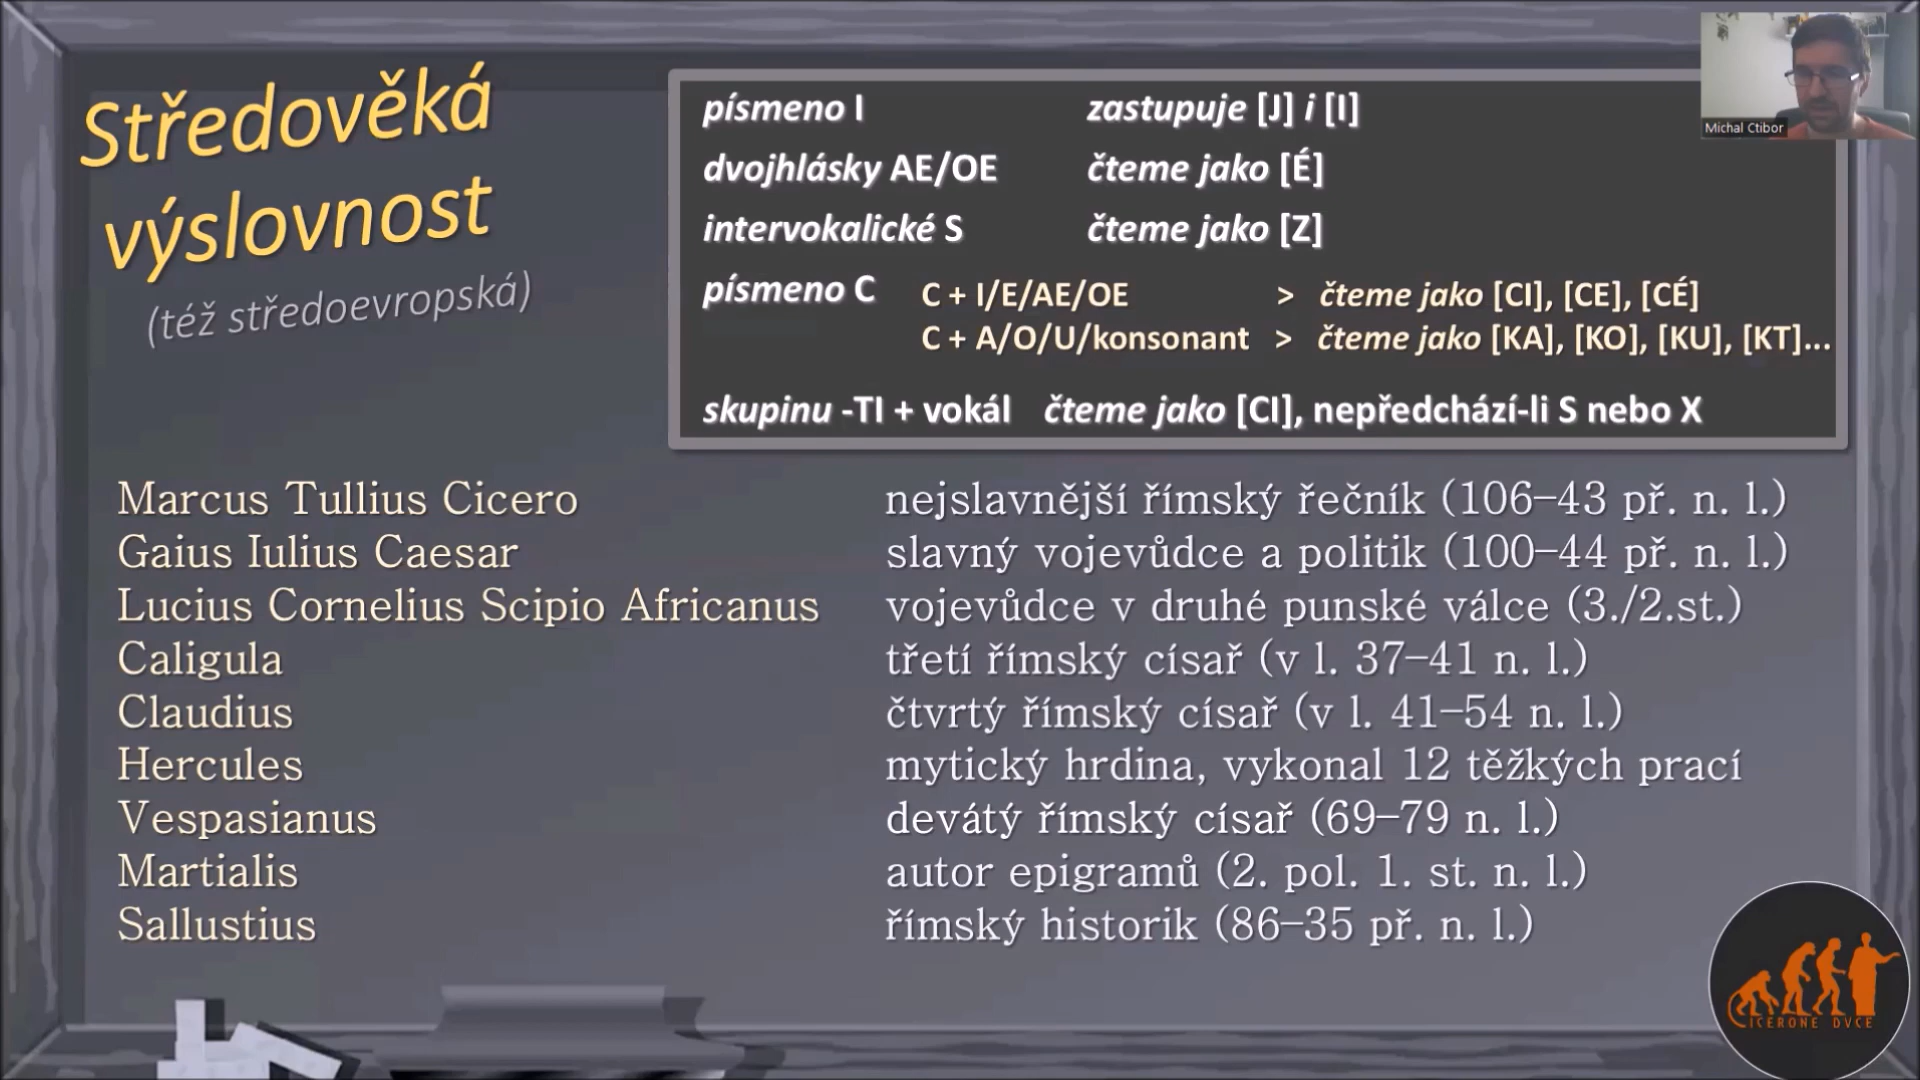 Středověká
výslovnost
(též středoevropská)
písmeno I zastupuje [J] i [I]
dvojhlásky AE/OE čteme jako [É]
intervokalické S čteme jako [Z]
písmeno C C + I/E/AE/OE > čteme jako [CI], [CE], [CÉ]
C + A/O/U/konsonant > čteme jako [KA], [KO], [KU], [KT]...
skupinu -TI + vokál čteme jako [CI], nepředchází-li S nebo X
Michal Ctibor
Marcus Tullius Cicero nejslavnější římský řečník (106–43 př. n. l.)
Gaius Iulius Caesar slavný vojevůdce a politik (100–44 př. n. l.)
Lucius Cornelius Scipio Africanus vojevůdce v druhé punské válce (3./2.st.)
Caligula třetí římský císař (v l. 37–41 n. l.)
Claudius čtvrtý římský císař (v l. 41–54 n. l.)
Hercules mytický hrdina, vykonal 12 těžkých prací
Vespasianus devátý římský císař (69–79 n. l.)
Martialis autor epigramů (2. pol. 1. st. n. l.)
Sallustius římský historik (86–35 př. n. l.)
CICERONE DVCE